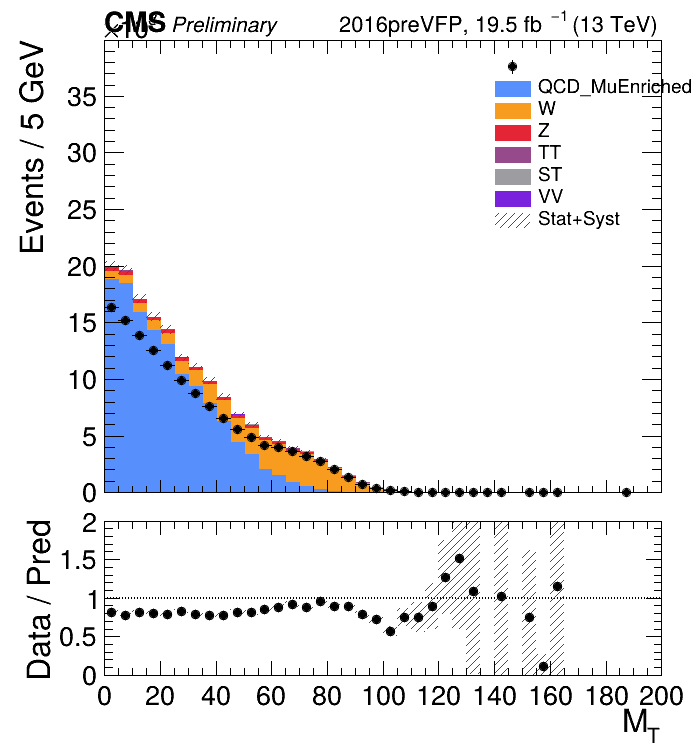 CMS Preliminary 2016preVFP, 19.5 fb⁻¹ (13 TeV)
Events / 5 GeV
35
30
25
20
15
10
5
0
QCD_MuEnriched
W
Z
TT
ST
VV
Stat+Syst
Data / Pred
2
1.5
1
0.5
0
0 20 40 60 80 100 120 140 160 180 200
M_T